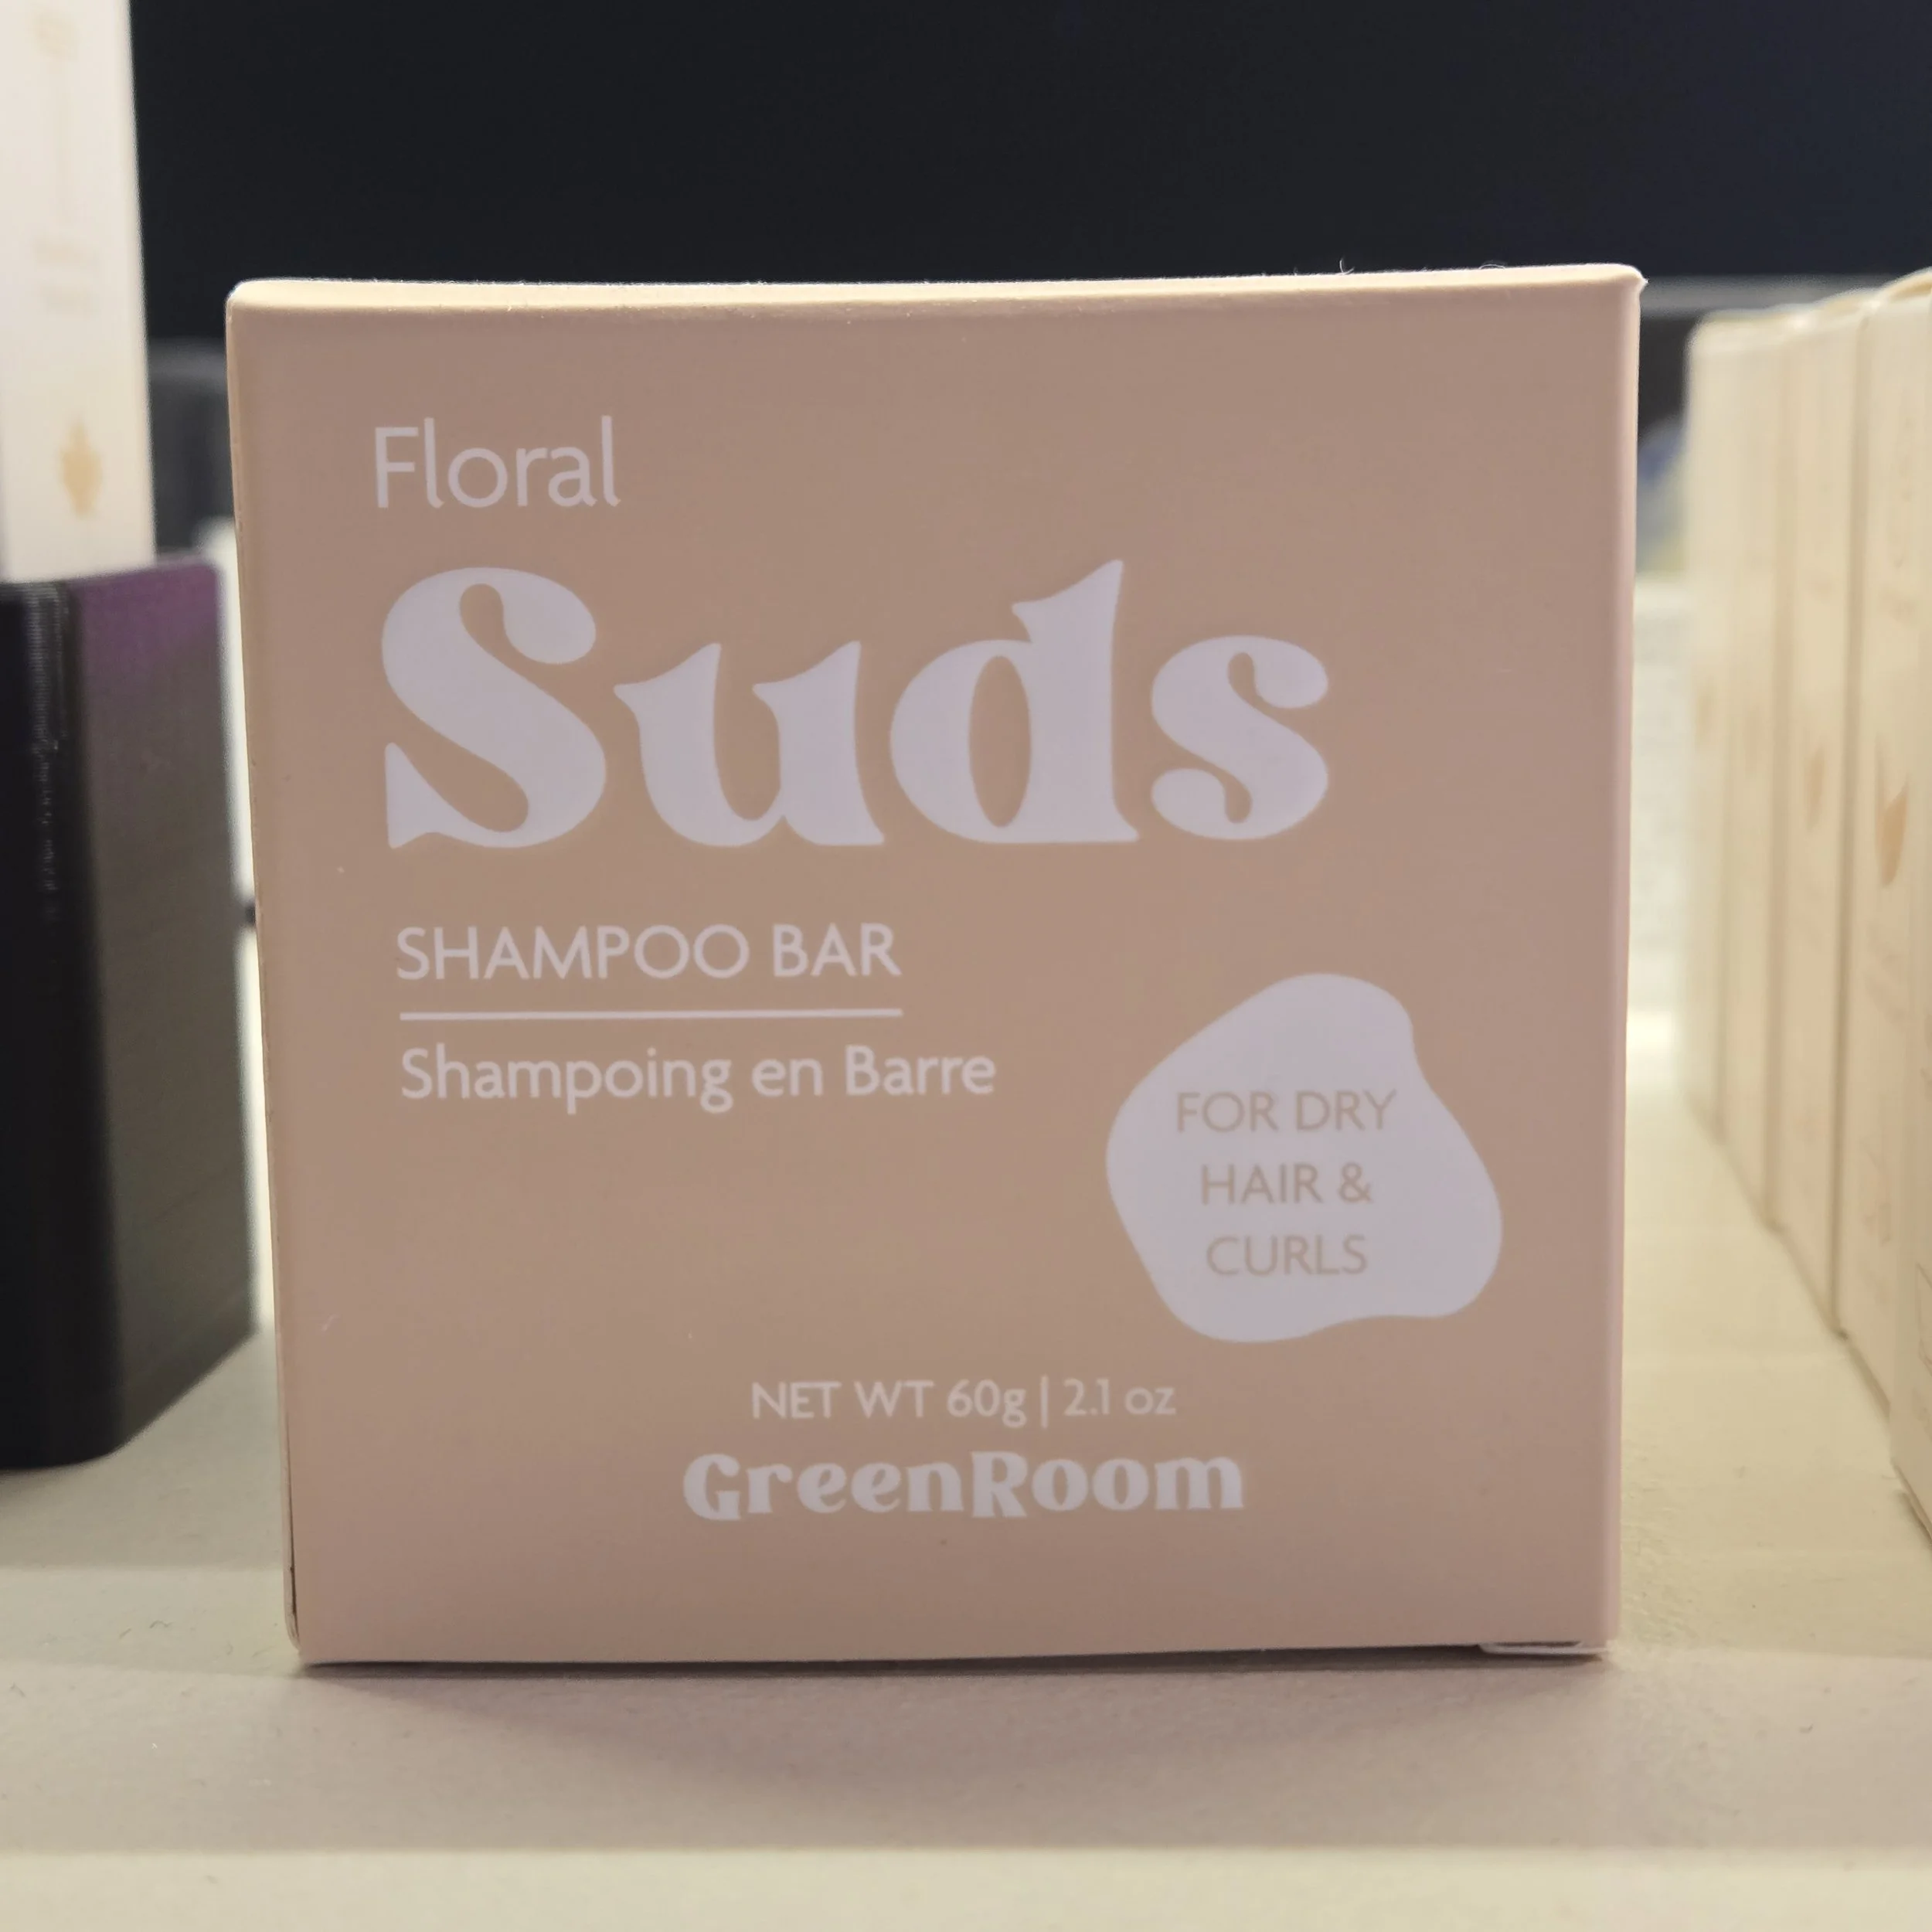 Floral
Suds
SHAMPOO BAR
Shampoing en Barre
FOR DRY
HAIR &
CURLS
NET WT 60g | 2.1 oz
GreenRoom